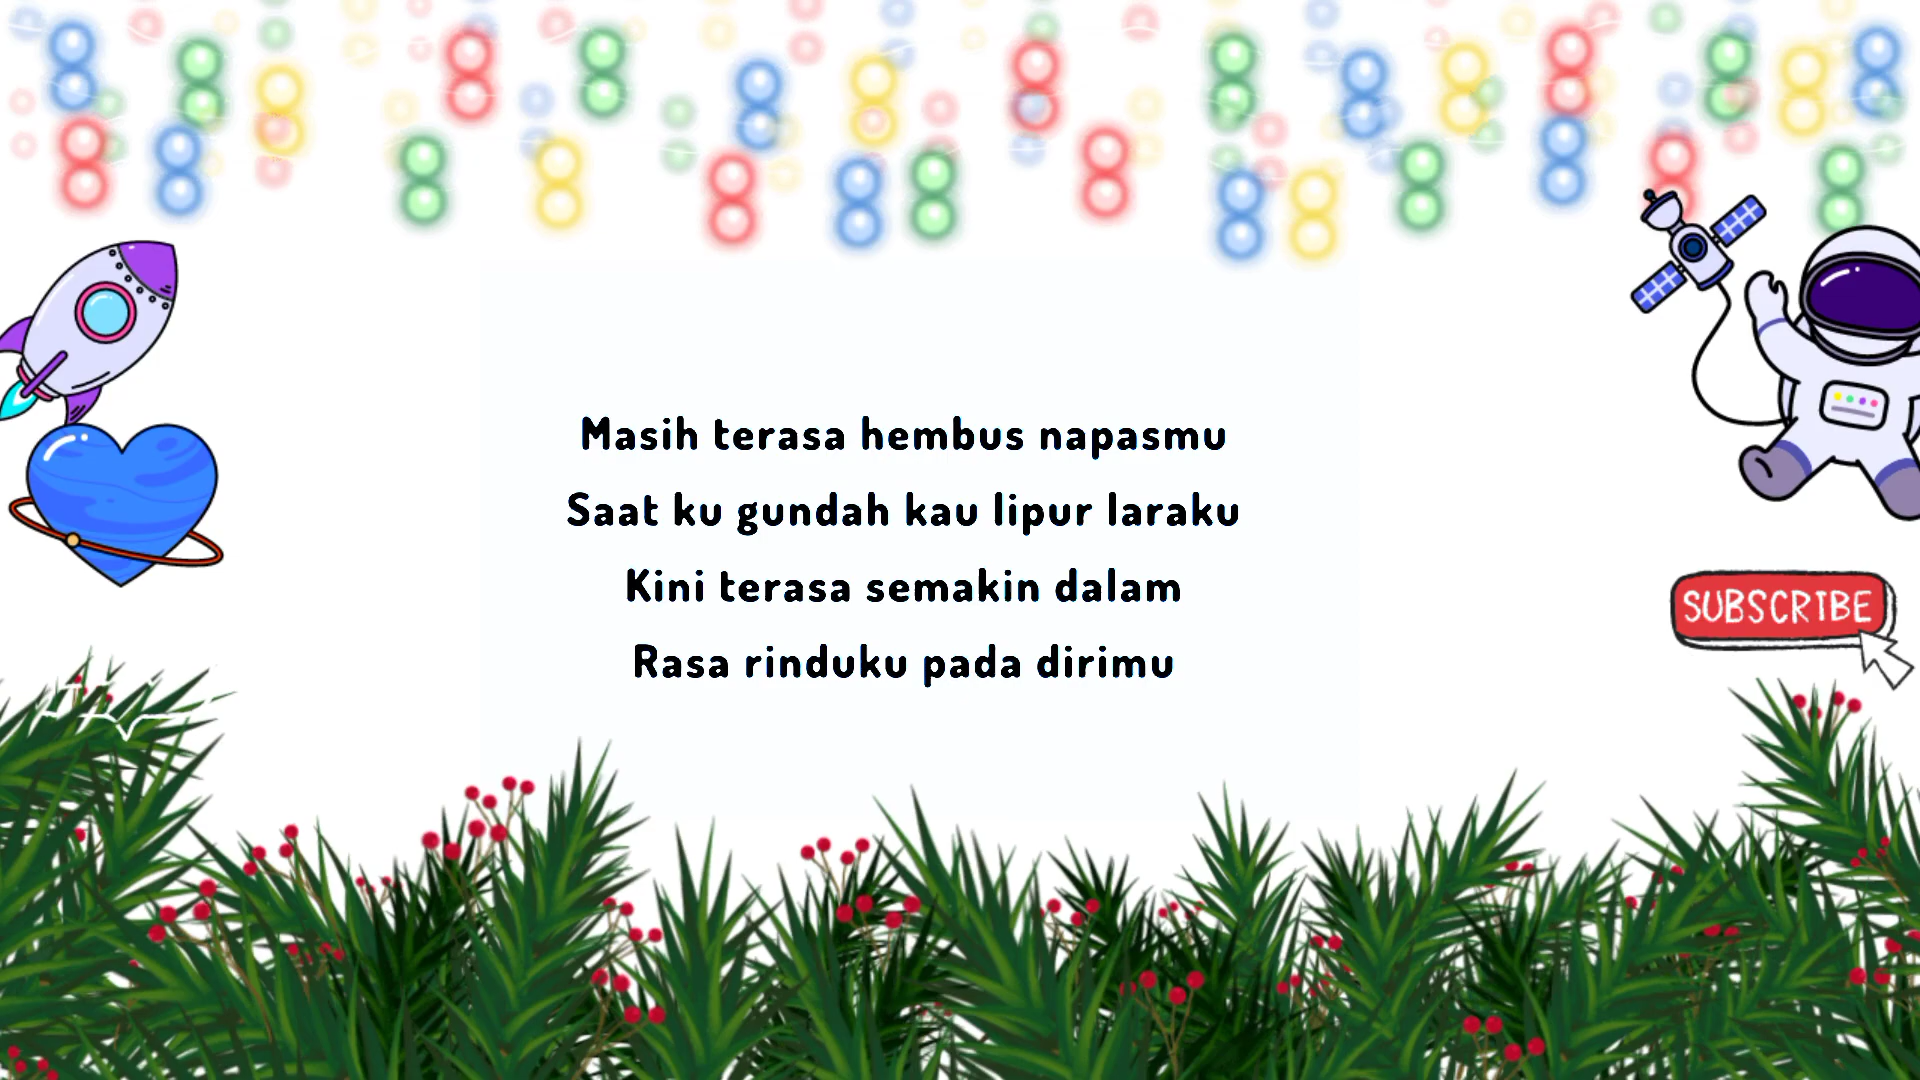 Masih terasa hembus napasmu
Saat ku gundah kau lipur laraku
Kini terasa semakin dalam
Rasa rinduku pada dirimu
SUBSCRIBE